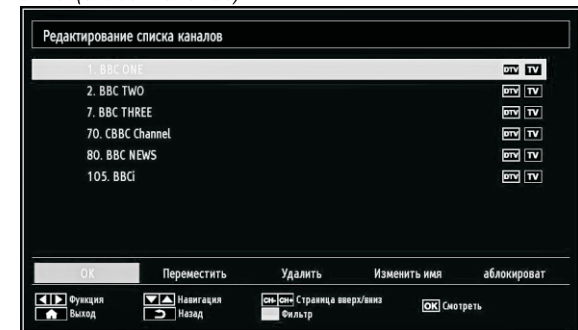 Редактирование списка каналов
1. BBC ONE DTV TV
2. BBC TWO DTV TV
7. BBC THREE DTV TV
70. CBBC Channel DTV TV
80. BBC NEWS DTV TV
105. BBCi DTV TV
OK Переместить Удалить Изменить имя аблокироват
Функция Навигация CH- CH+ Страница вверх/вниз OK Смотреть
Выход Назад Фильтр